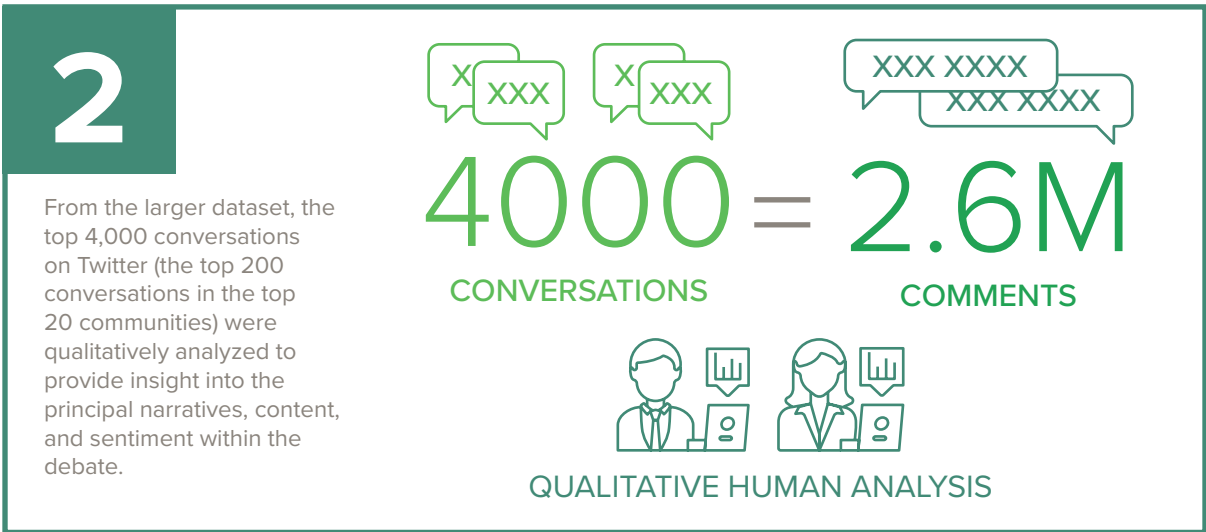 2
From the larger dataset, the
top 4,000 conversations
on Twitter (the top 200
conversations in the top
20 communities) were
qualitatively analyzed to
provide insight into the
principal narratives, content,
and sentiment within the
debate.
X XXX X XXX
XXX XXXX
XXX XXXX
4000 = 2.6M
CONVERSATIONS COMMENTS
QUALITATIVE HUMAN ANALYSIS